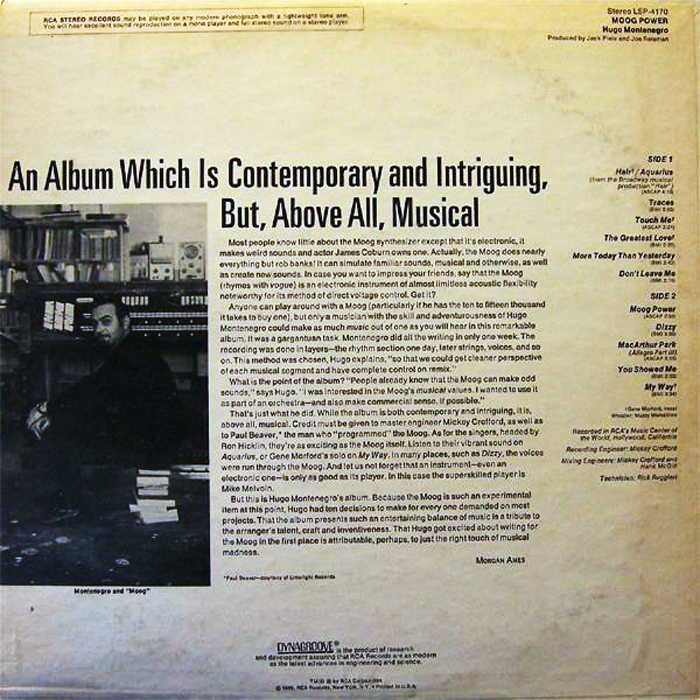 RCA STEREO RECORDS may be played on any modern phonograph with a lightweight tone arm.
You will hear excellent sound reproduction on a mono player and full stereo sound on a stereo player.
Stereo LSP-4170
MOOG POWER
Hugo Montenegro
Produced by Jack Pleis and Joe Reisman
An Album Which Is Contemporary and Intriguing,
But, Above All, Musical
Most people know little about the Moog synthesizer except that it's electronic, it
makes weird sounds and actor James Coburn owns one. Actually, the Moog does nearly
everything but rob banks! It can simulate familiar sounds, musical and otherwise, as well
as create new sounds. In case you want to impress your friends, say that the Moog
(rhymes with vogue) is an electronic instrument of almost limitless acoustic flexibility
noteworthy for its method of direct voltage control. Get it?
Anyone can play around with a Moog (particularly if he has the ten to fifteen thousand
it takes to buy one), but only a musician with the skill and adventurousness of Hugo
Montenegro could make as much music out of one as you will hear in this remarkable
album. It was a gargantuan task. Montenegro did all the writing in only one week. The
recording was done in layers—the rhythm section one day, later strings, voices, and so
on. This method was chosen, Hugo explains, "so that we could get cleaner perspective
of each musical segment and have complete control on remix."
What is the point of the album? "People already know that the Moog can make odd
sounds," says Hugo. "I was interested in the Moog's musical values. I wanted to use it
as part of an orchestra—and also make commercial sense, if possible."
That's just what he did. While the album is both contemporary and intriguing, it is,
above all, musical. Credit must be given to master engineer Mickey Crofford, as well as
to Paul Beaver,* the man who "programmed" the Moog. As for the singers, headed by
Ron Hicklin, they're as exciting as the Moog itself. Listen to their vibrant sound on
Aquarius, or Gene Morford's solo on My Way. In many places, such as Dizzy, the voices
were run through the Moog. And let us not forget that an instrument—even an
electronic one—is only as good as its player. In this case the superskilled player is
Mike Melvoin.
But this is Hugo Montenegro's album. Because the Moog is such an experimental
item at this point, Hugo had ten decisions to make for every one demanded on most
projects. That the album presents such an entertaining balance of music is a tribute to
the arranger's talent, craft and inventiveness. That Hugo got excited about writing for
the Moog in the first place is attributable, perhaps, to just the right touch of musical
madness.
MORGAN AMES
*Paul Beaver—courtesy of Limelight Records
Montenegro and "Moog"
SIDE 1
Hair† / Aquarius
(from the Broadway musical
production "Hair")
Traces
Touch Me†
The Greatest Love†
More Today Than Yesterday
Don't Leave Me
SIDE 2
Moog Power
Dizzy
MacArthur Park
(Allegro Part III)
You Showed Me
My Way†
†Gene Morford, vocal
Whistler: Muzzy Marcellino
Recorded in RCA's Music Center of
the World, Hollywood, California
Recording Engineer: Mickey Crofford
Mixing Engineers: Mickey Crofford and
Hank McGill
Technician: Rick Ruggieri
DYNAGROOVE® is the product of research
and development assuring that RCA Records are as modern
as the latest advances in engineering and science.
TM(s) ® by RCA Corporation
© 1969, RCA Records, New York, N.Y. • Printed in U.S.A.